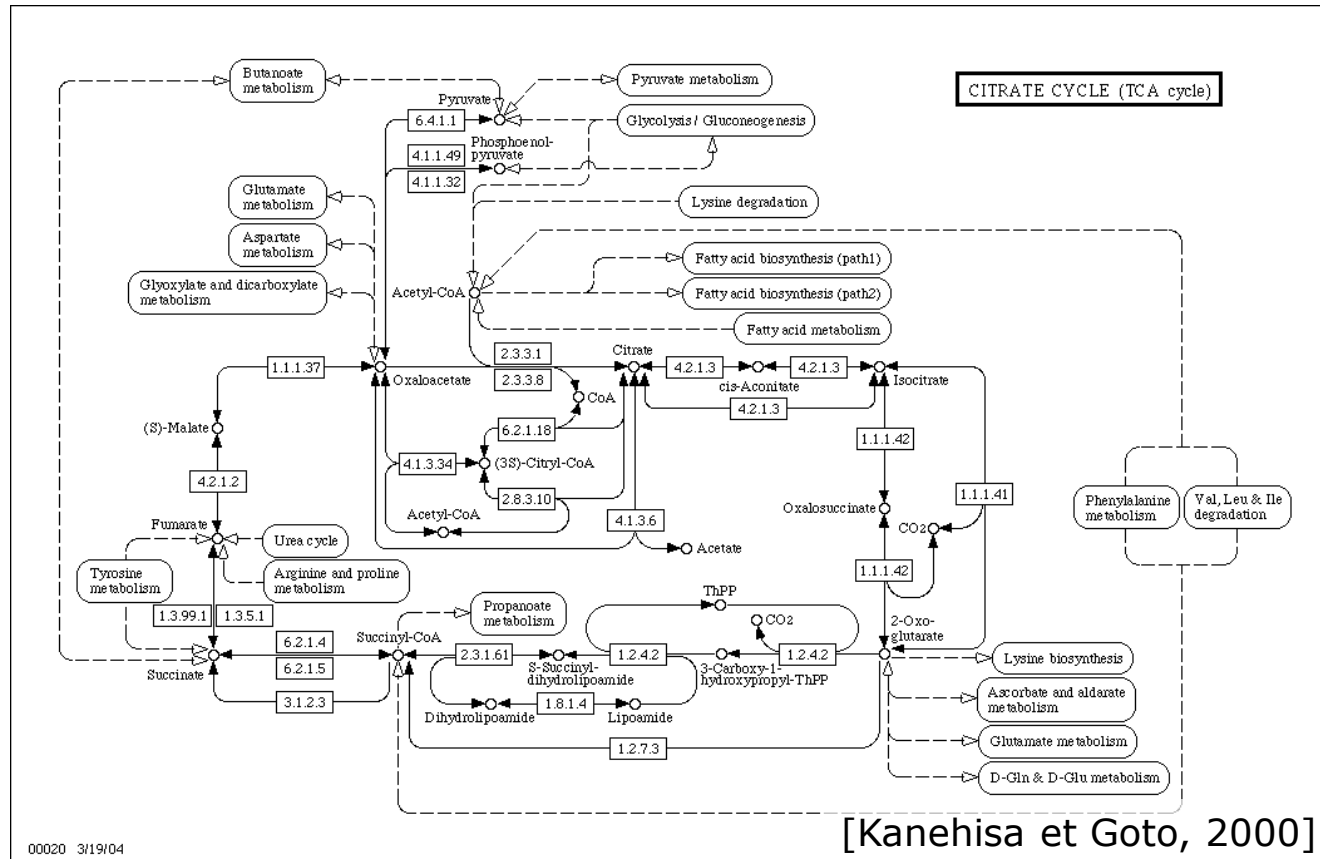 CITRATE CYCLE (TCA cycle)
Butanoate
metabolism
Pyruvate
Pyruvate metabolism
6.4.1.1
Glycolysis / Gluconeogenesis
Phosphoenol-
pyruvate
4.1.1.49
4.1.1.32
Glutamate
metabolism
Lysine degradation
Aspartate
metabolism
Fatty acid biosynthesis (path1)
Glyoxylate and dicarboxylate
metabolism
Acetyl-CoA
Fatty acid biosynthesis (path2)
Fatty acid metabolism
1.1.1.37
Oxaloacetate
2.3.3.1
2.3.3.8
Citrate
4.2.1.3
cis-Aconitate
4.2.1.3
Isocitrate
4.2.1.3
CoA
(S)-Malate
6.2.1.18
1.1.1.42
4.1.3.34
(3S)-Citryl-CoA
4.2.1.2
2.8.3.10
1.1.1.41
Phenylalanine
metabolism
Val, Leu & Ile
degradation
Oxalosuccinate
CO2
Acetyl-CoA
4.1.3.6
Fumarate
Urea cycle
Acetate
Tyrosine
metabolism
Arginine and proline
metabolism
1.1.1.42
1.3.99.1
1.3.5.1
Propanoate
metabolism
ThPP
CO2
2-Oxo-
glutarate
6.2.1.4
6.2.1.5
Succinyl-CoA
2.3.1.61
1.2.4.2
1.2.4.2
Lysine biosynthesis
Succinate
S-Succinyl-
dihydrolipoamide
3-Carboxy-1-
hydroxypropyl-ThPP
3.1.2.3
Ascorbate and aldarate
metabolism
Dihydrolipoamide
1.8.1.4
Lipoamide
Glutamate metabolism
1.2.7.3
D-Gln & D-Glu metabolism
[Kanehisa et Goto, 2000]
00020 3/19/04